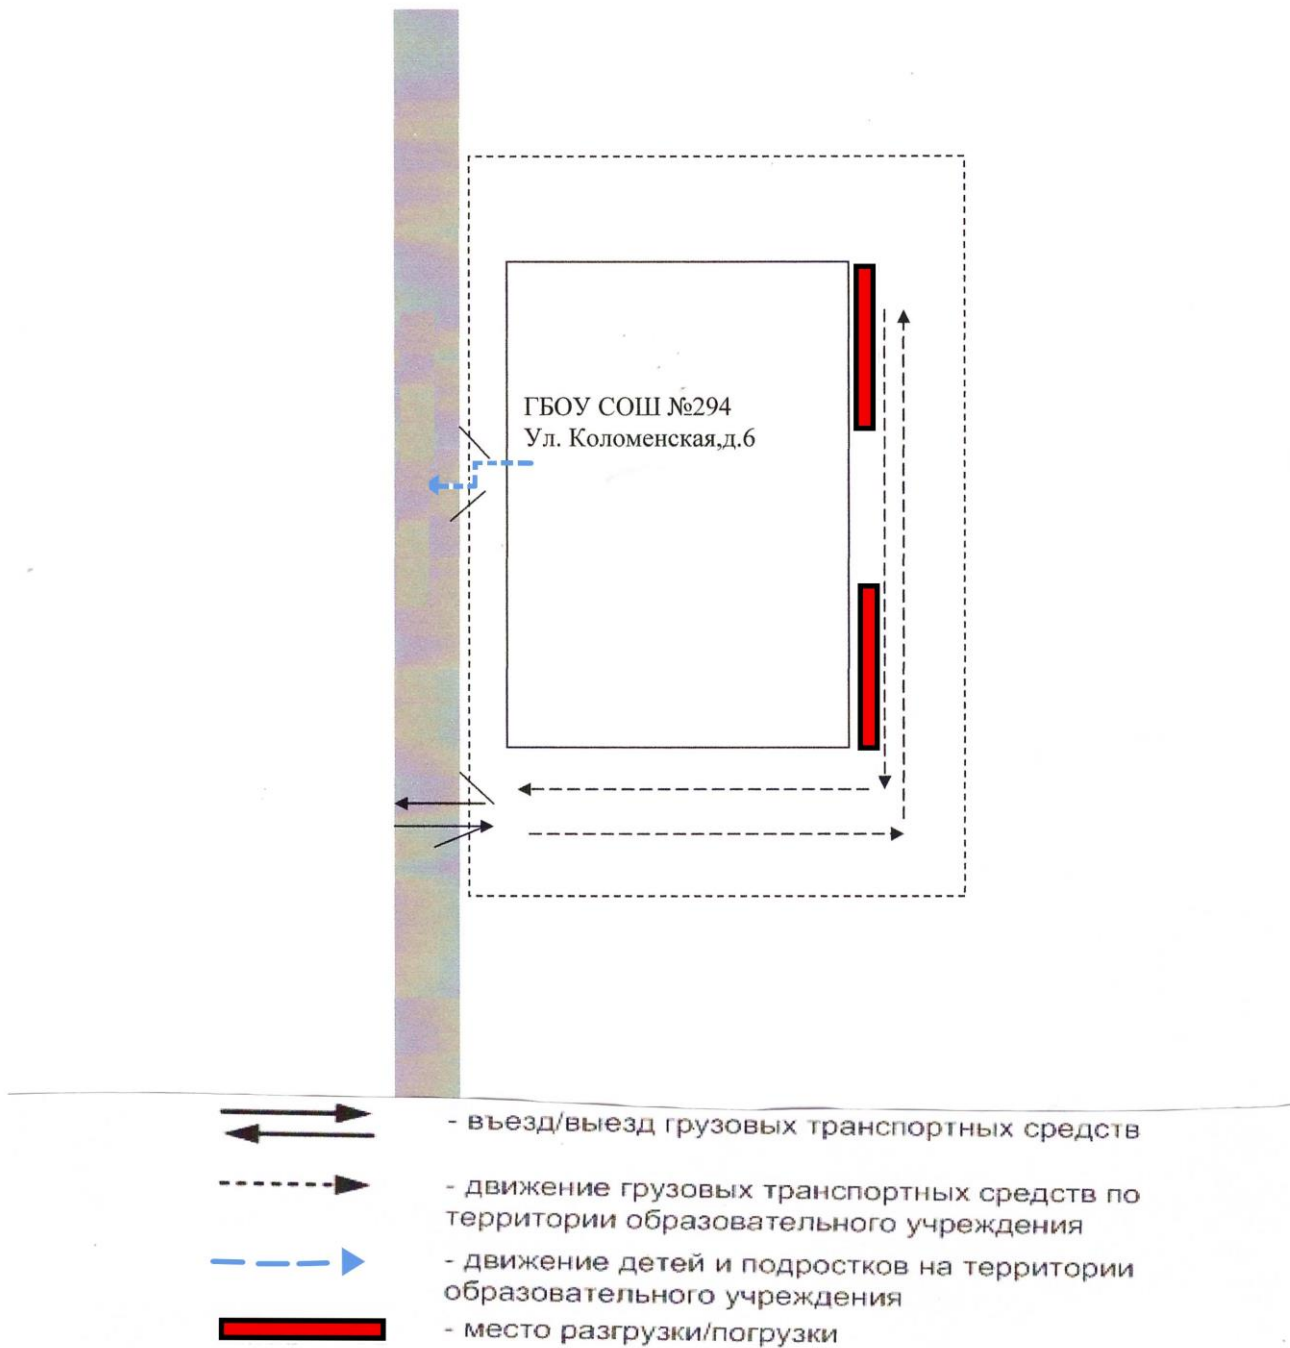 ГБОУ СОШ №294
Ул. Коломенская,д.6
- въезд/выезд грузовых транспортных средств
- движение грузовых транспортных средств по
территории образовательного учреждения
- движение детей и подростков на территории
образовательного учреждения
- место разгрузки/погрузки